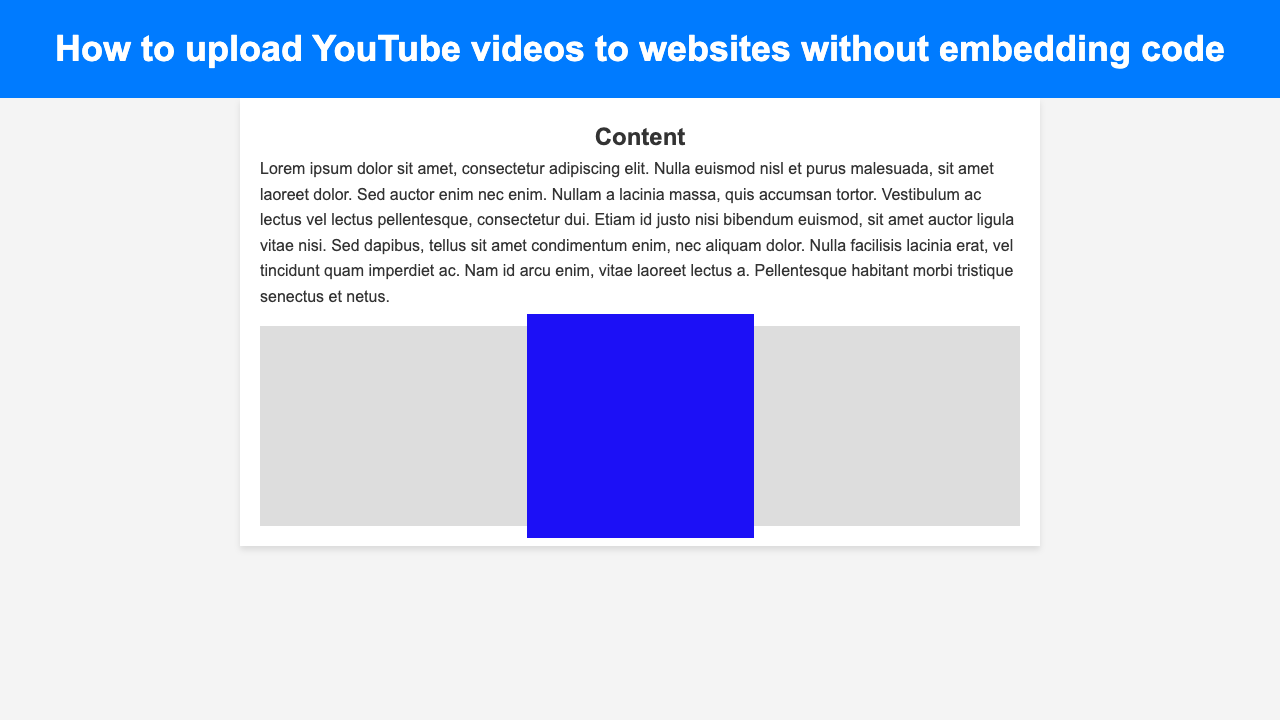 How to upload YouTube videos to websites without embedding code
Content
Lorem ipsum dolor sit amet, consectetur adipiscing elit. Nulla euismod nisl et purus malesuada, sit amet
laoreet dolor. Sed auctor enim nec enim. Nullam a lacinia massa, quis accumsan tortor. Vestibulum ac
lectus vel lectus pellentesque, consectetur dui. Etiam id justo nisi bibendum euismod, sit amet auctor ligula
vitae nisi. Sed dapibus, tellus sit amet condimentum enim, nec aliquam dolor. Nulla facilisis lacinia erat, vel
tincidunt quam imperdiet ac. Nam id arcu enim, vitae laoreet lectus a. Pellentesque habitant morbi tristique
senectus et netus.